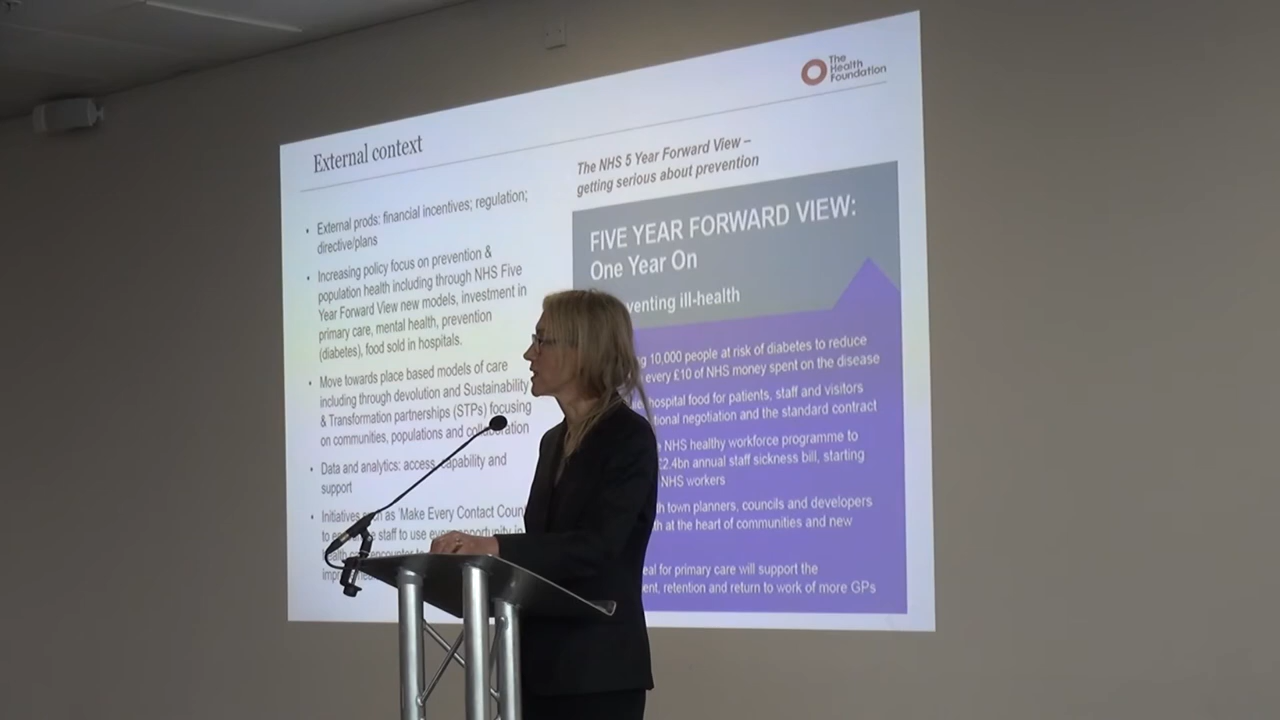 The
Health
Foundation
External context
• External prods: financial incentives; regulation;
directive/plans
• Increasing policy focus on prevention &
population health including through NHS Five
Year Forward View new models, investment in
primary care, mental health, prevention
(diabetes), food sold in hospitals.
• Move towards place based models of care
including through devolution and Sustainability
& Transformation partnerships (STPs) focusing
on communities, populations and
• Data and analytics: access, capability and
support
• Initiatives as 'Make Every Contact
to staff to use
The NHS 5 Year Forward View –
getting serious about prevention
FIVE YEAR FORWARD VIEW:
One Year On
venting ill-health
10,000 people at risk of diabetes to reduce
every £10 of NHS money spent on the disease
hospital food for patients, staff and visitors
negotiation and the standard contract
NHS healthy workforce programme to
£2.4bn annual staff sickness bill, starting
NHS workers
town planners, councils and developers
at the heart of communities and new
for primary care will support the
retention and return to work of more GPs